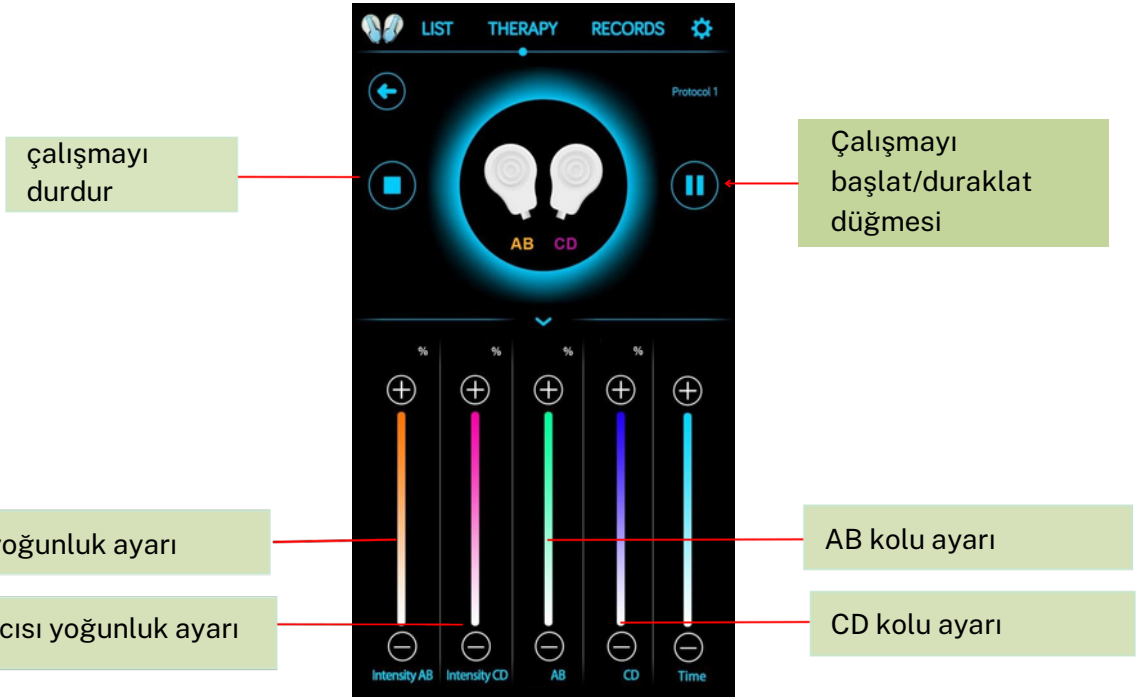 LIST THERAPY RECORDS
Protocol 1
çalışmayı
durdur
Çalışmayı
başlat/duraklat
düğmesi
AB CD
% % % %
yoğunluk ayarı
AB kolu ayarı
cısı yoğunluk ayarı
CD kolu ayarı
Intensity AB Intensity CD AB CD Time